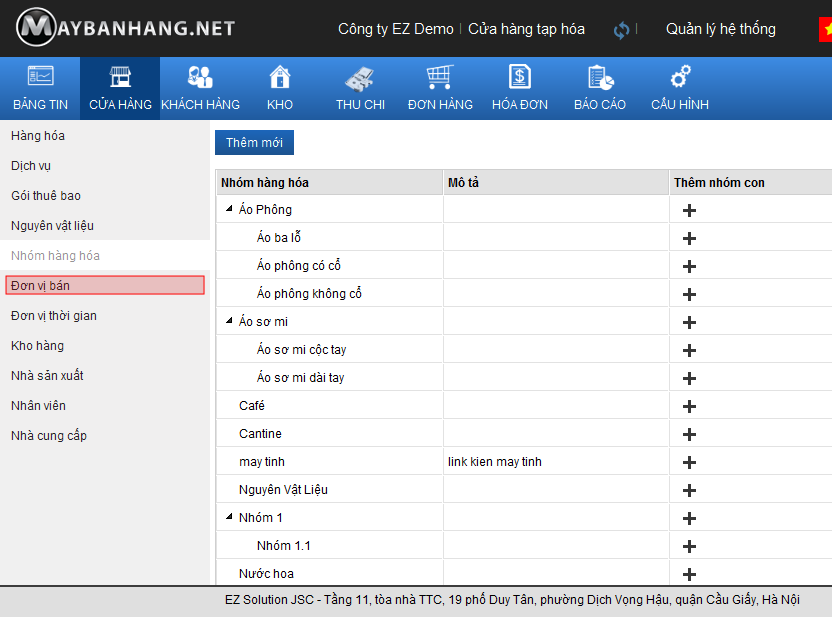 MAYBANHANG.NET
Công ty EZ Demo | Cửa hàng tạp hóa | Quản lý hệ thống
BẢNG TIN CỬA HÀNG KHÁCH HÀNG KHO THU CHI ĐƠN HÀNG HÓA ĐƠN BÁO CÁO CẤU HÌNH
Hàng hóa
Dịch vụ
Gói thuê bao
Nguyên vật liệu
Nhóm hàng hóa
Đơn vị bán
Đơn vị thời gian
Kho hàng
Nhà sản xuất
Nhân viên
Nhà cung cấp
Thêm mới
Nhóm hàng hóa Mô tả Thêm nhóm con
Áo Phông
Áo ba lỗ
Áo phông có cổ
Áo phông không cổ
Áo sơ mi
Áo sơ mi cộc tay
Áo sơ mi dài tay
Café
Cantine
may tinh link kien may tinh
Nguyên Vật Liệu
Nhóm 1
Nhóm 1.1
Nước hoa
EZ Solution JSC - Tầng 11, tòa nhà TTC, 19 phố Duy Tân, phường Dịch Vọng Hậu, quận Cầu Giấy, Hà Nội